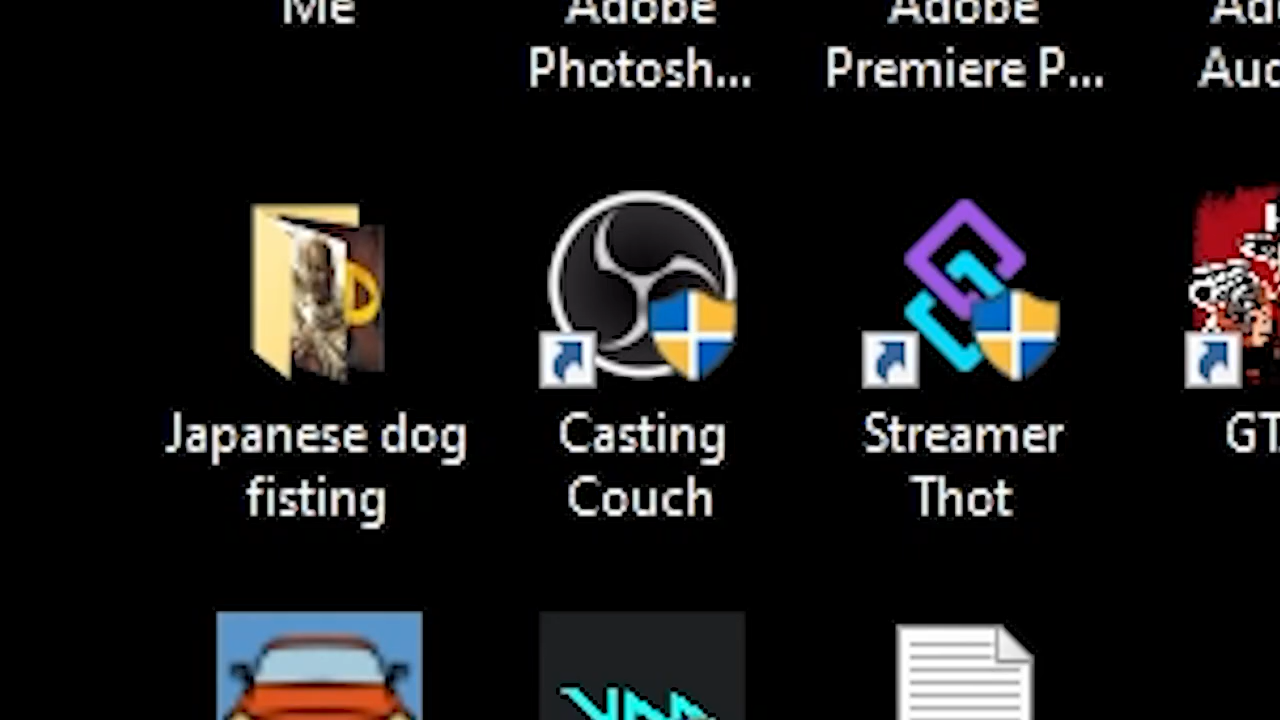 Me
Adobe
Adobe
Photosh...
Premiere P...
Japanese dog
fisting
Casting
Couch
Streamer
Thot